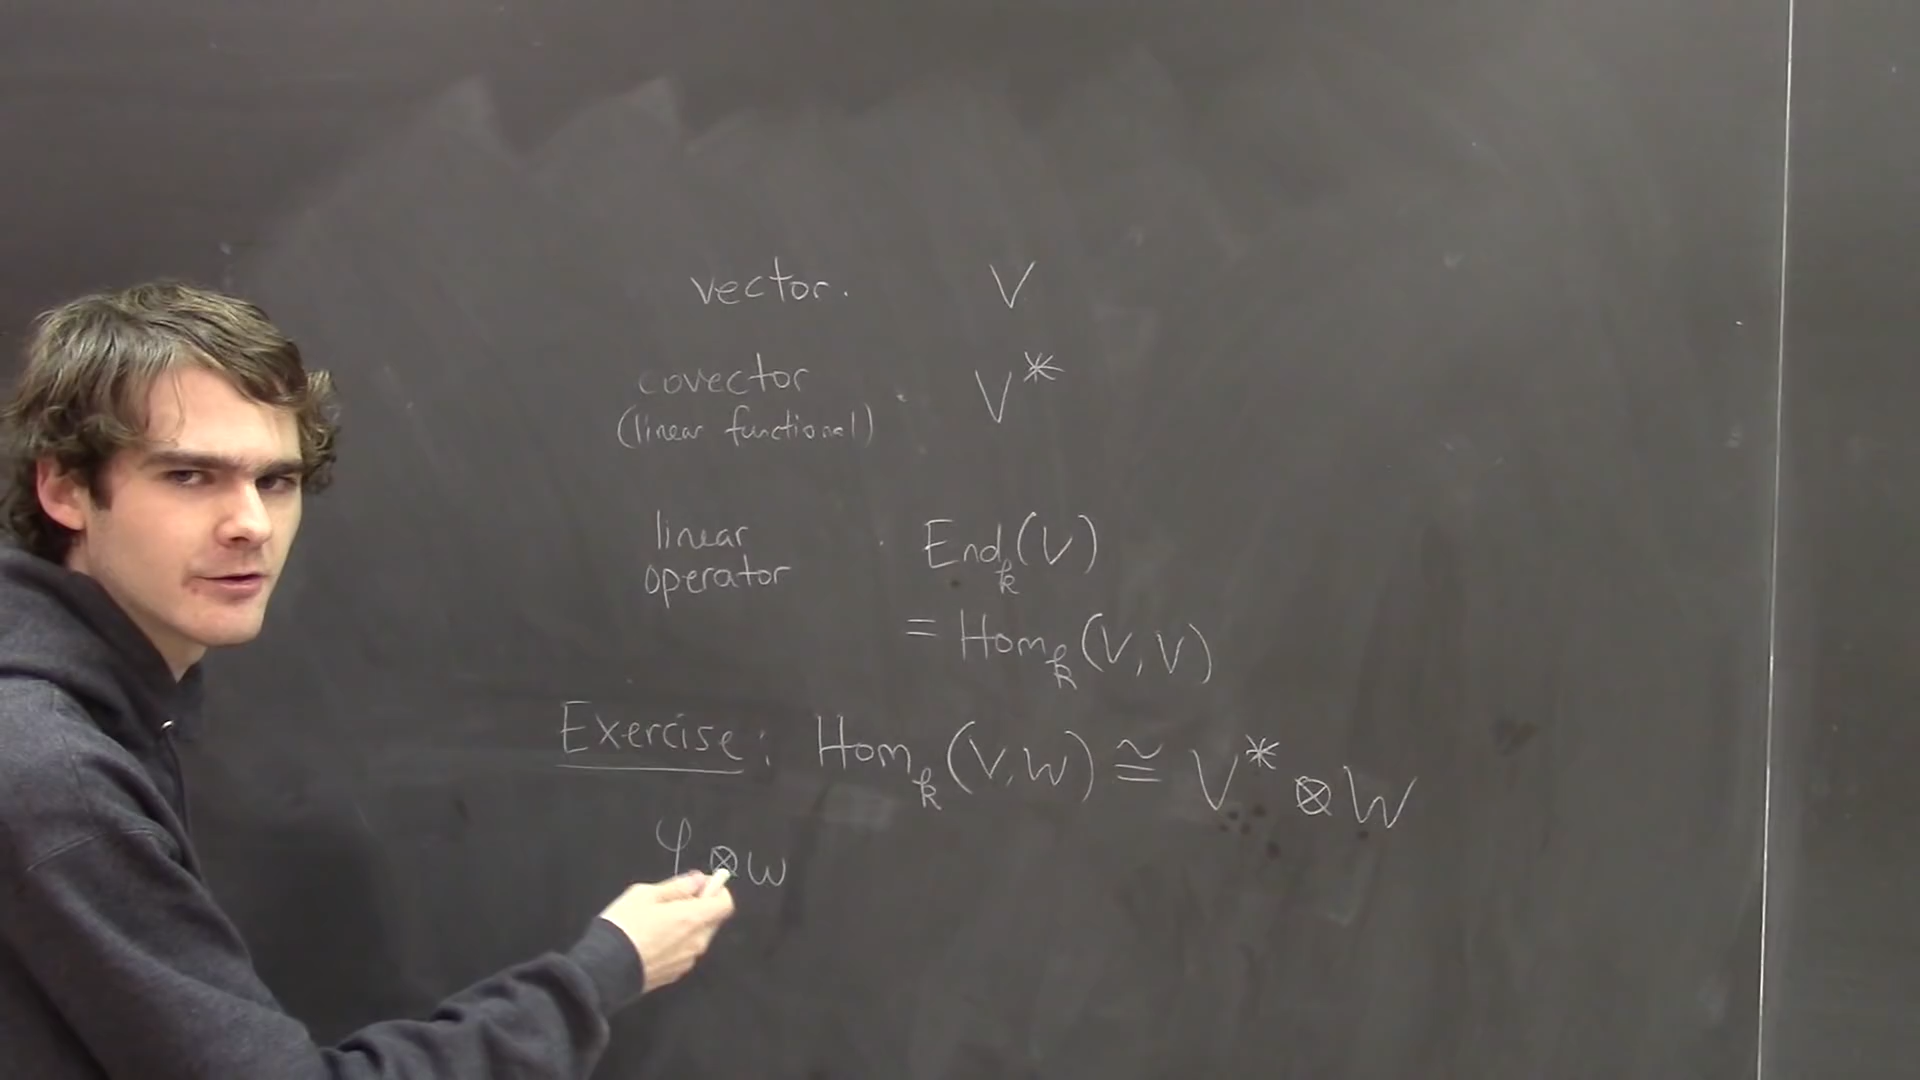 vector. V
covector V*
(linear functional)
linear End_k(V)
operator
= Hom_k(V,V)
Exercise: Hom_k(V,W) ≅ V* ⊗ W
φ⊗w